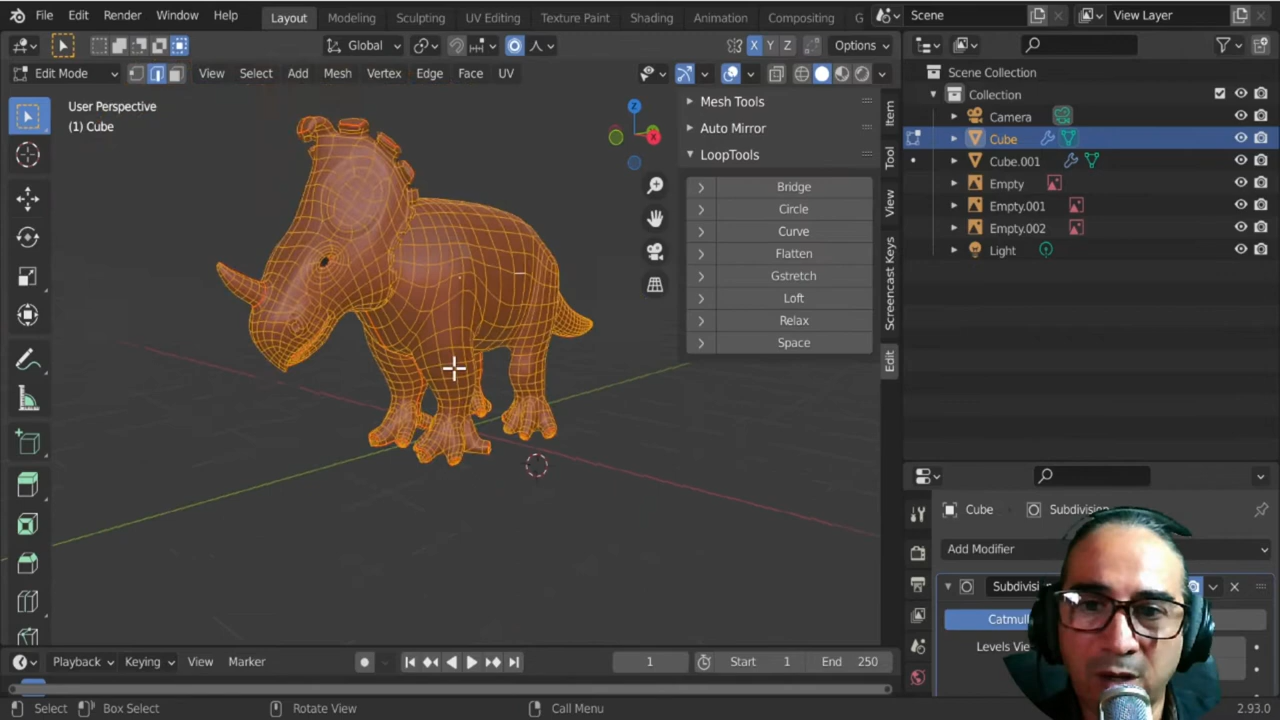 File Edit Render Window Help Layout Modeling Sculpting UV Editing Texture Paint Shading Animation Compositing G Scene View Layer
Global Options
Edit Mode View Select Add Mesh Vertex Edge Face UV
X Y Z
User Perspective
(1) Cube
Z
X
Mesh Tools
Auto Mirror
LoopTools
Bridge
Circle
Curve
Flatten
Gstretch
Loft
Relax
Space
Item
Tool
View
Screencast Keys
Edit
Scene Collection
Collection
Camera
Cube
Cube.001
Empty
Empty.001
Empty.002
Light
Cube Subdivision
Add Modifier
Subdivisi
Catmull
Levels Vie
Playback Keying View Marker 1 Start 1 End 250
Select Box Select Rotate View Call Menu 2.93.0